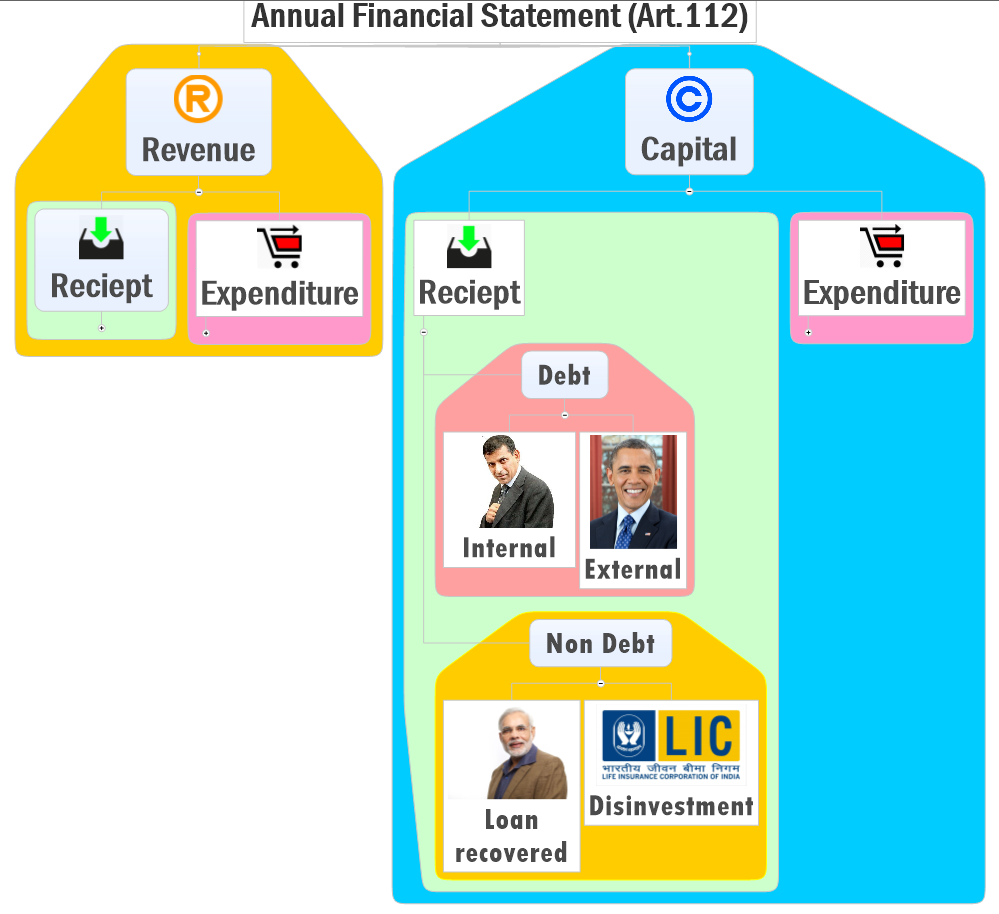 Annual Financial Statement (Art.112)
R
Revenue
C
Capital
Reciept
Expenditure
Reciept
Expenditure
Debt
Internal
External
Non Debt
LIC
भारतीय जीवन बीमा निगम
LIFE INSURANCE CORPORATION OF INDIA
Loan
recovered
Disinvestment